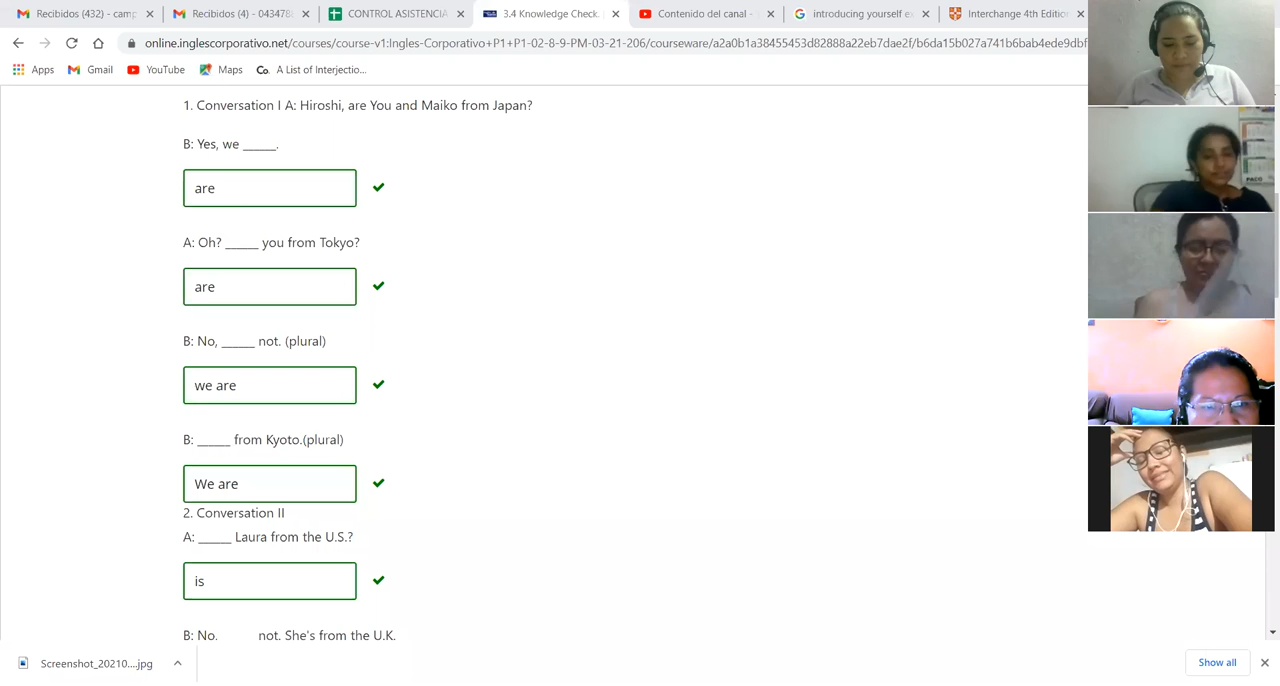 Recibidos (432) - camp
Recibidos (4) - 043478
CONTROL ASISTENCIA
3.4 Knowledge Check.
Contenido del canal -
introducing yourself ex
Interchange 4th Edition
online.inglescorporativo.net/courses/course-v1:Ingles-Corporativo+P1+P1-02-8-9-PM-03-21-206/courseware/a2a0b1a38455453d82888a22eb7dae2f/b6da15b027a741b6bab4ede9dbf
Apps
Gmail
YouTube
Maps
Co. A List of Interjectio...
1. Conversation I A: Hiroshi, are You and Maiko from Japan?
B: Yes, we _____.
are
A: Oh? _____ you from Tokyo?
are
B: No, _____ not. (plural)
we are
B: _____ from Kyoto.(plural)
We are
2. Conversation II
A: _____ Laura from the U.S.?
is
B: No. _____ not. She's from the U.K.
Screenshot_20210....jpg
Show all
PACO